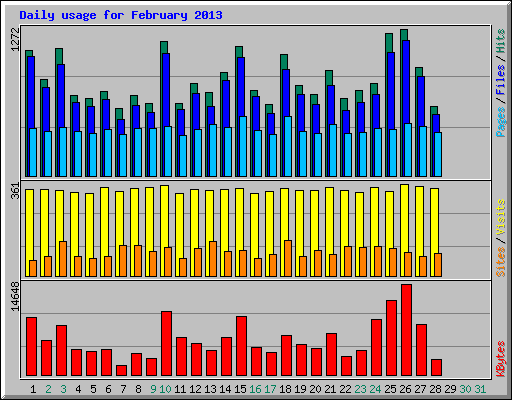 Daily usage for February 2013
1272
Pages / Files / Hits
361
Sites / Visits
14648
KBytes
1 2 3 4 5 6 7 8 9 10 11 12 13 14 15 16 17 18 19 20 21 22 23 24 25 26 27 28 29 30 31